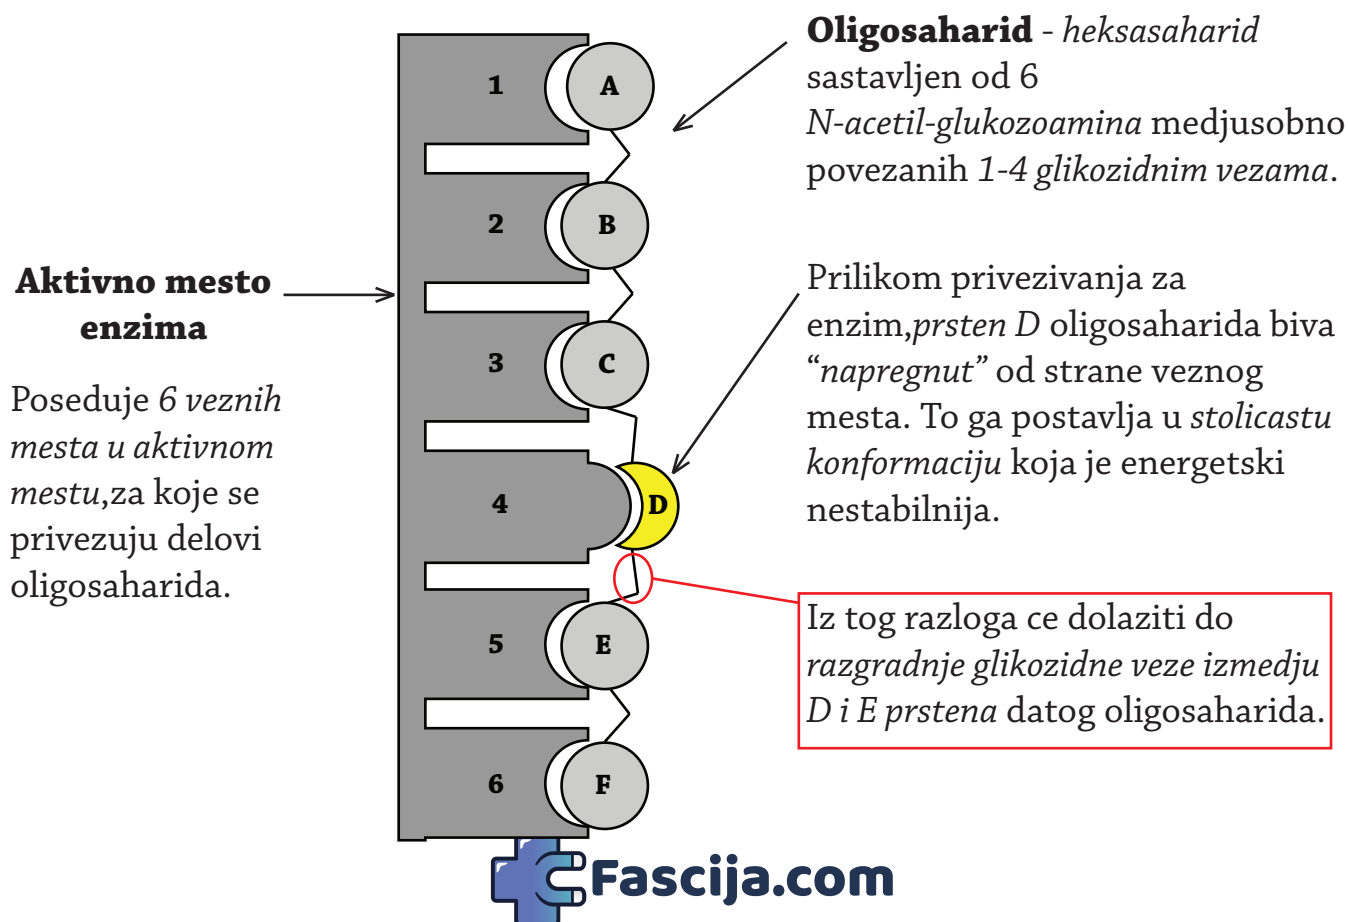 Oligosaharid - heksasaharid
sastavljen od 6
N-acetil-glukozoamina medjusobno
povezanih 1-4 glikozidnim vezama.
1
A
2
B
Aktivno mesto
enzima
Poseduje 6 veznih
mesta u aktivnom
mestu,za koje se
privezuju delovi
oligosaharida.
3
C
Prilikom privezivanja za
enzim,prsten D oligosaharida biva
“napregnut” od strane veznog
mesta. To ga postavlja u stolicastu
konformaciju koja je energetski
nestabilnija.
4
D
Iz tog razloga ce dolaziti do
razgradnje glikozidne veze izmedju
D i E prstena datog oligosaharida.
5
E
6
F
Fascija.com